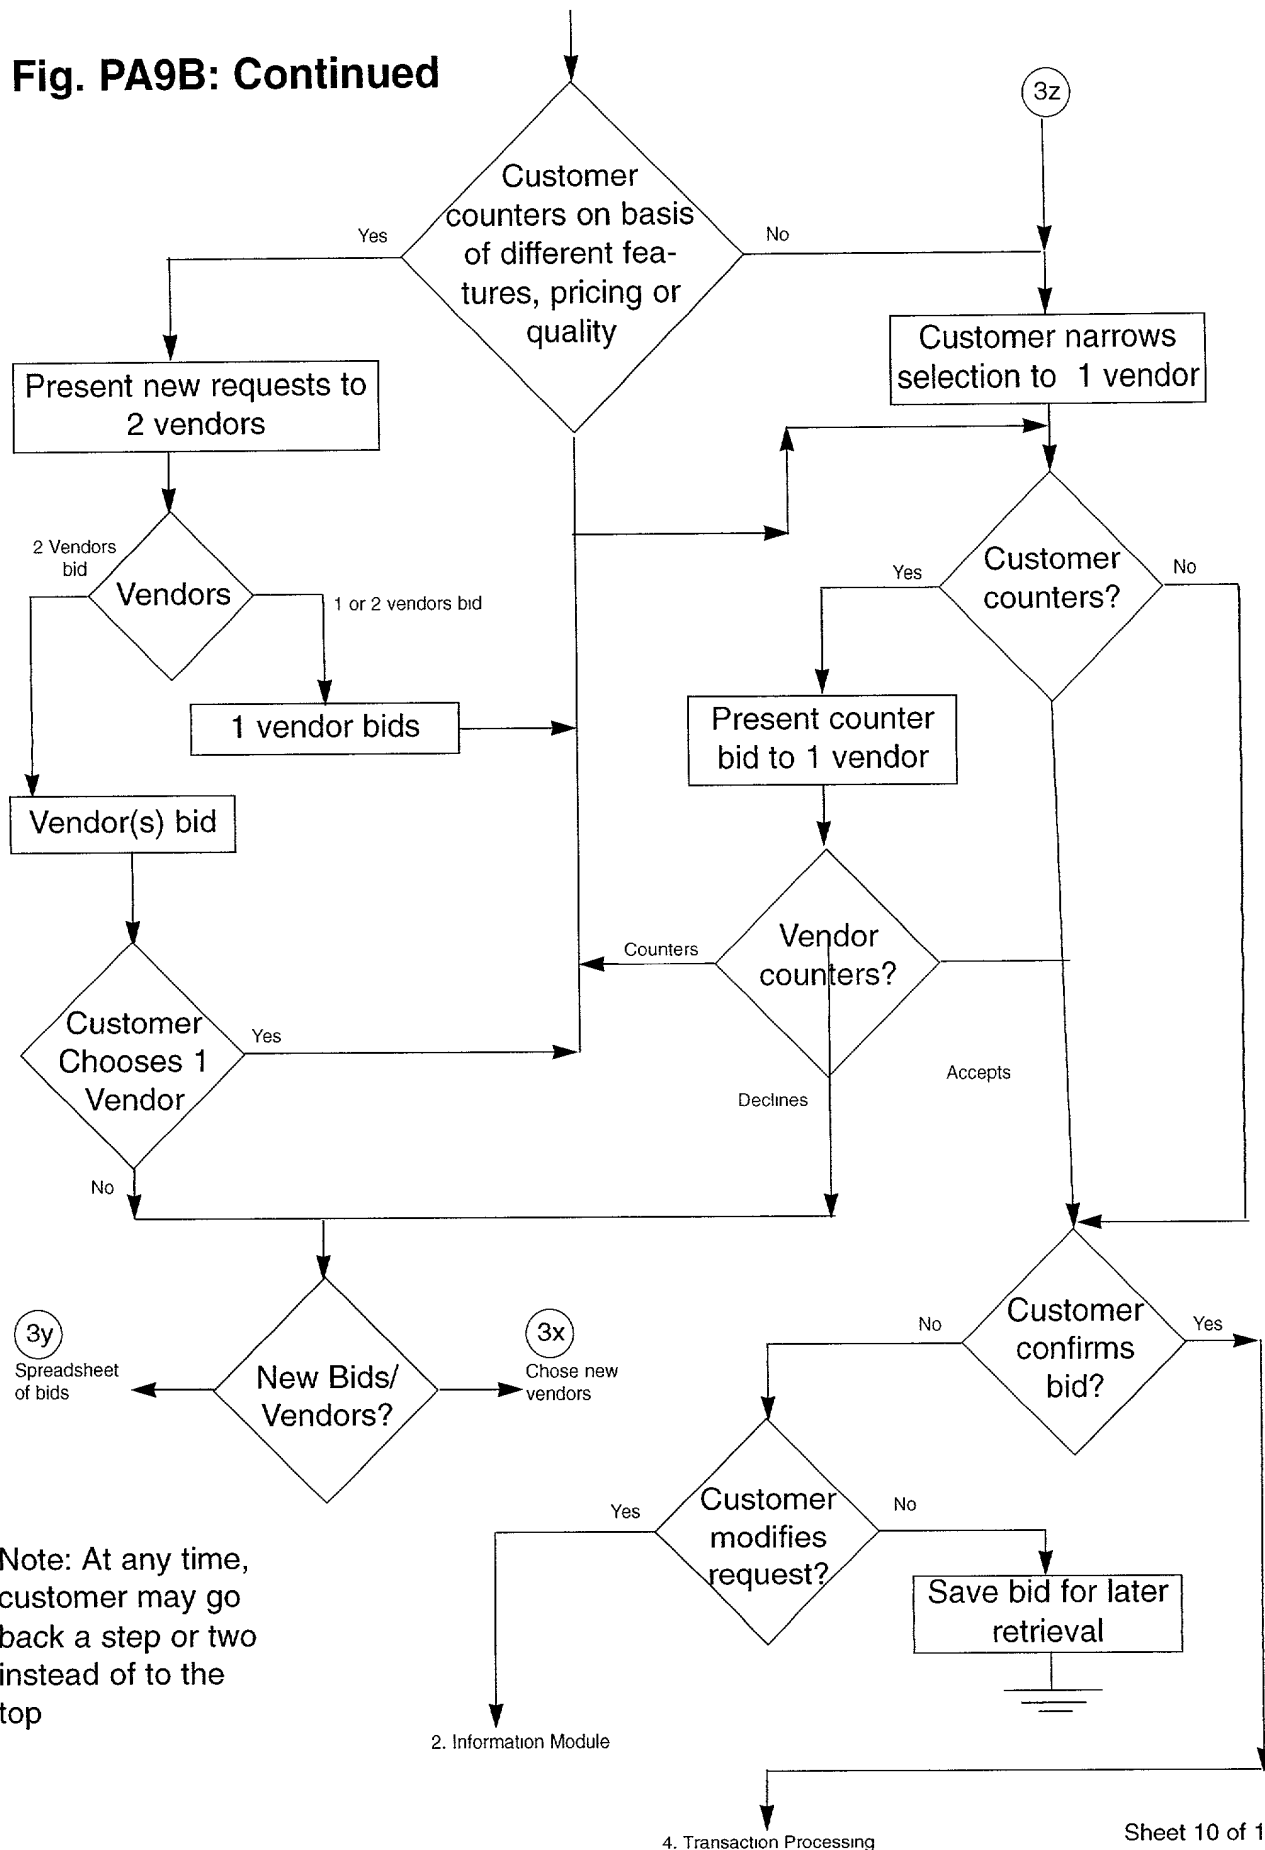 Fig. PA9B: Continued
3z
Customer
counters on basis
of different fea-
tures, pricing or
quality
Yes
No
Customer narrows
selection to 1 vendor
Present new requests to
2 vendors
2 Vendors
bid
Vendors
1 or 2 vendors bid
Customer
counters?
Yes
No
1 vendor bids
Present counter
bid to 1 vendor
Vendor(s) bid
Vendor
counters?
Counters
Customer
Chooses 1
Vendor
Yes
Accepts
Declines
No
3y
Spreadsheet
of bids
New Bids/
Vendors?
3x
Chose new
vendors
Customer
confirms
bid?
No
Yes
Customer
modifies
request?
Yes
No
Save bid for later
retrieval
Note: At any time,
customer may go
back a step or two
instead of to the
top
2. Information Module
4. Transaction Processing
Sheet 10 of 1